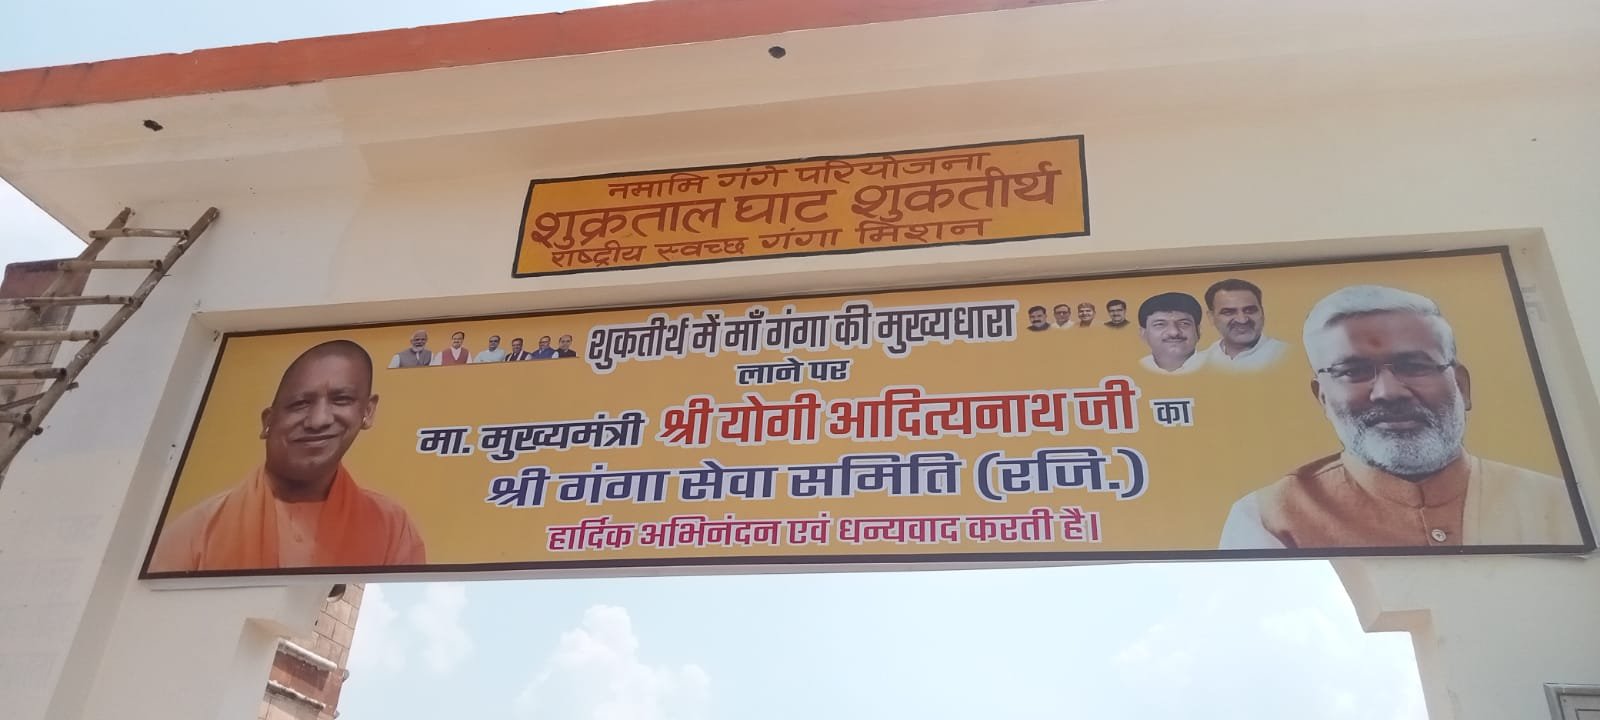 नमामि गंगे परियोजना
शुक्रताल घाट शुकतीर्थ
राष्ट्रीय स्वच्छ गंगा मिशन
शुकतीर्थ में माँ गंगा की मुख्यधारा
लाने पर
मा. मुख्यमंत्री श्री योगी आदित्यनाथ जी का
श्री गंगा सेवा समिति (रजि.)
हार्दिक अभिनंदन एवं धन्यवाद करती है।